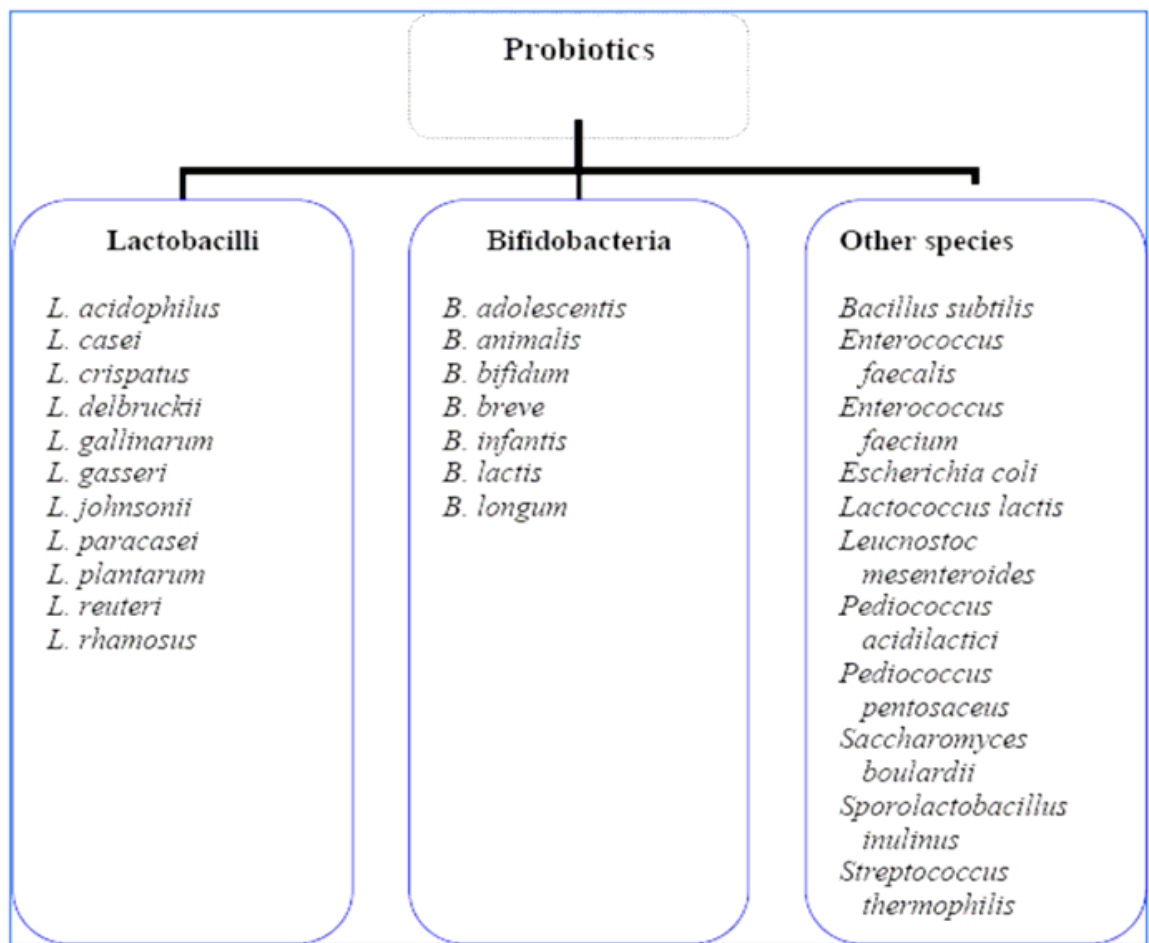 Probiotics
Lactobacilli
L. acidophilus
L. casei
L. crispatus
L. delbruckii
L. gallinarum
L. gasseri
L. johnsonii
L. paracasei
L. plantarum
L. reuteri
L. rhamosus
Bifidobacteria
B. adolescentis
B. animalis
B. bifidum
B. breve
B. infantis
B. lactis
B. longum
Other species
Bacillus subtilis
Enterococcus
faecalis
Enterococcus
faecium
Escherichia coli
Lactococcus lactis
Leucnostoc
mesenteroides
Pediococcus
acidilactici
Pediococcus
pentosaceus
Saccharomyces
boulardii
Sporolactobacillus
inulinus
Streptococcus
thermophilis